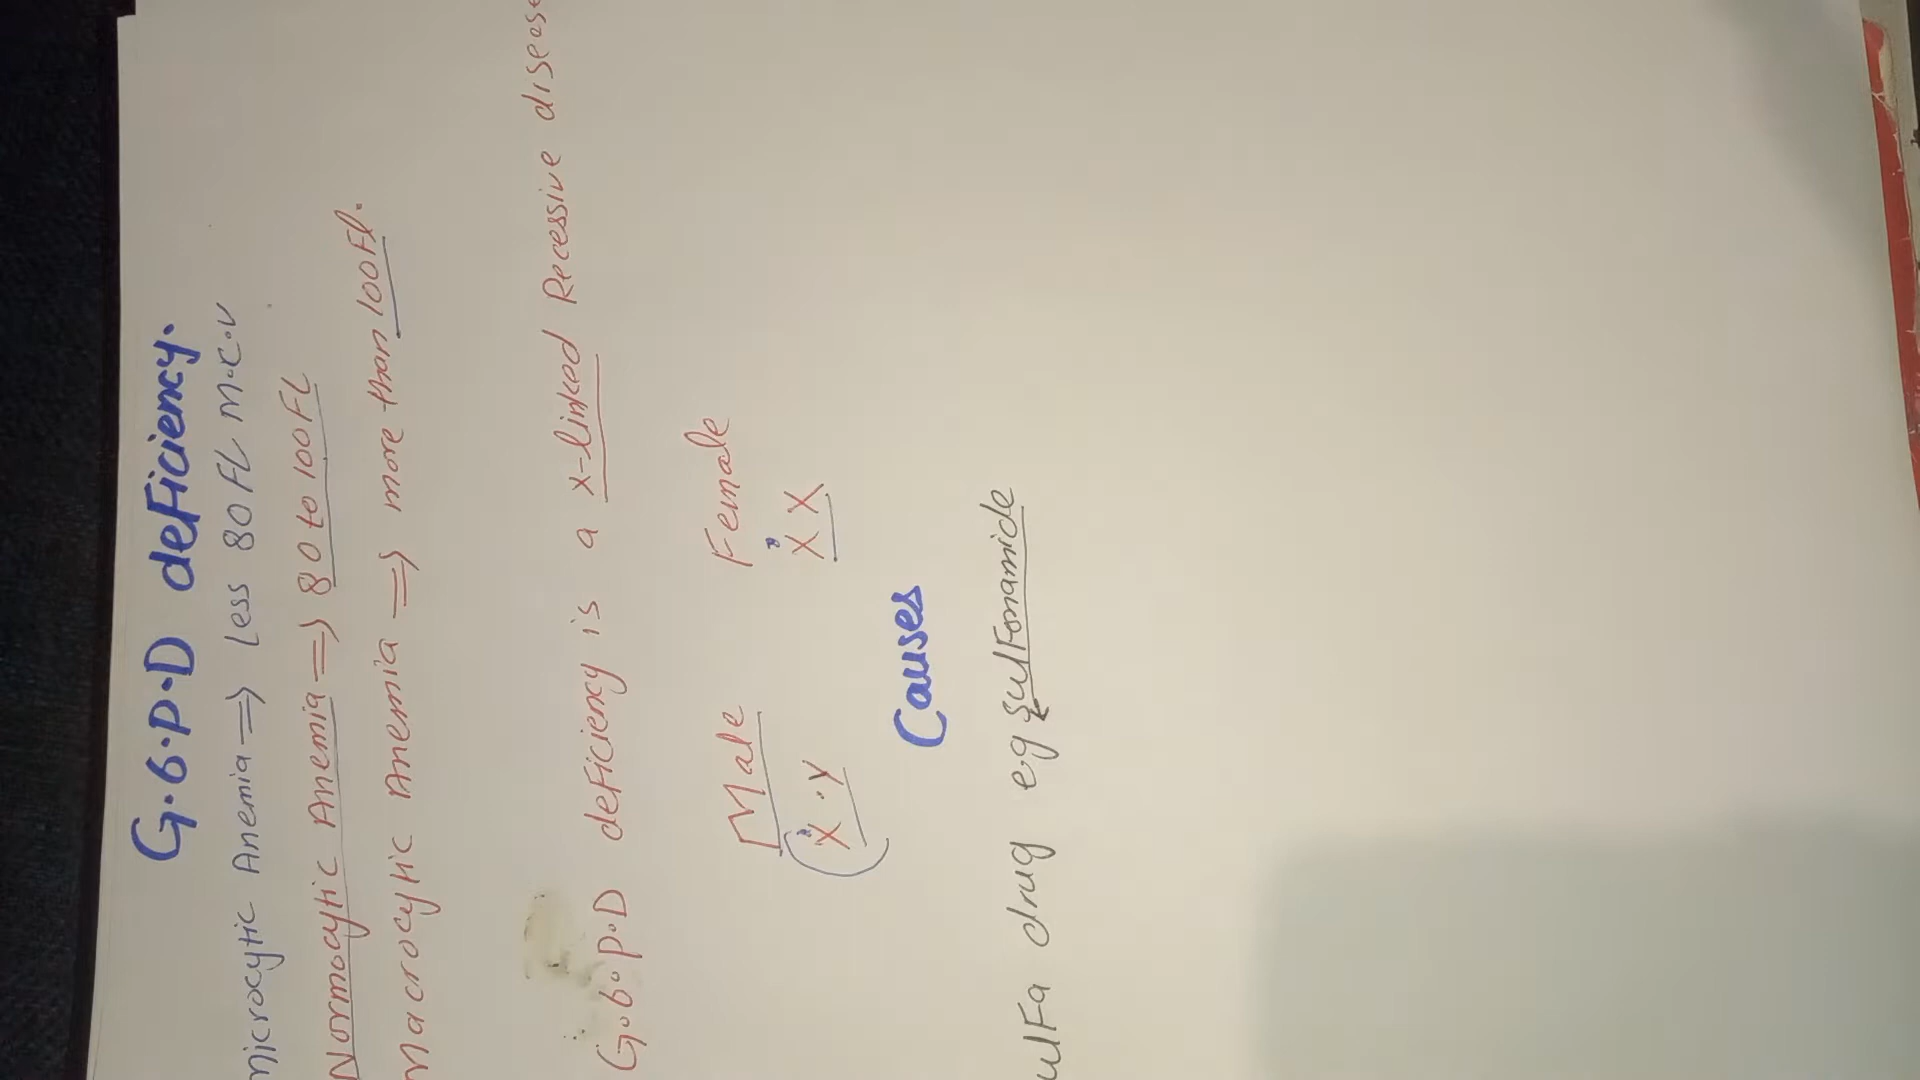 G.6.P.D deficiency.
microcytic Anemia => Less 80 FL M.C.V
Normocytic Anemia => 80 to 100 FL
Macrocytic Anemia => more than 100 Fl.
G.6.P.D deficiency is a x-linked Recessive disease
Male Female
X.Y XX
Causes
ulFa drug eg SulFonamide